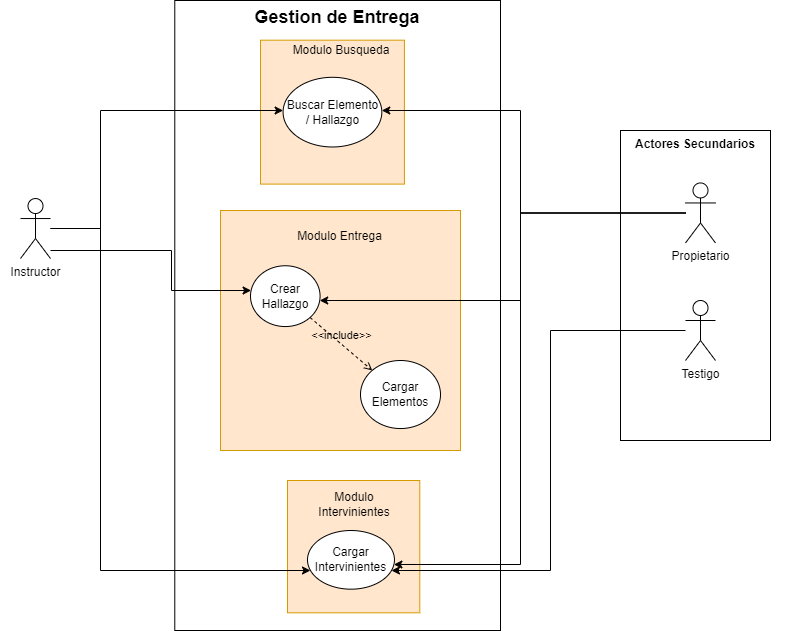 Gestion de Entrega
Modulo Busqueda
Buscar Elemento
/ Hallazgo
Actores Secundarios
Propietario
Instructor
Modulo Entrega
Crear
Hallazgo
<<include>>
Cargar
Elementos
Testigo
Modulo
Intervinientes
Cargar
Intervinientes